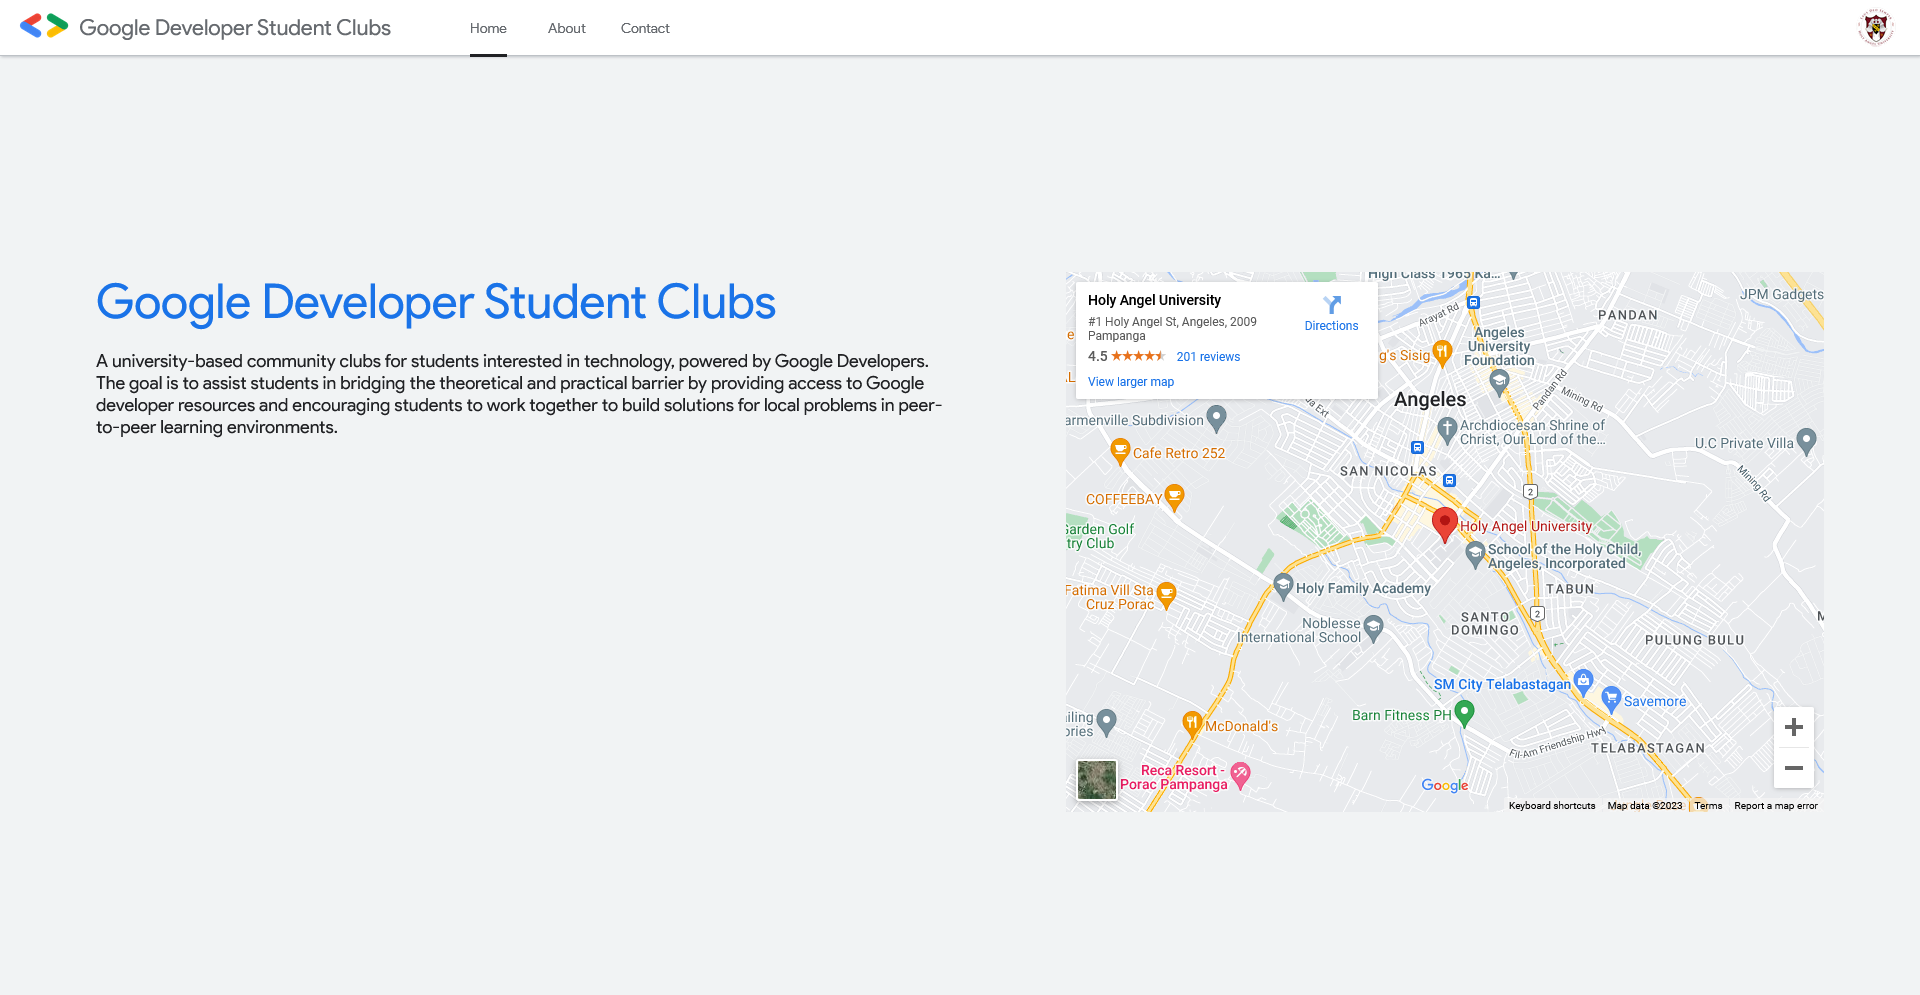 Google Developer Student Clubs
Home
About
Contact
Google Developer Student Clubs
A university-based community clubs for students interested in technology, powered by Google Developers.
The goal is to assist students in bridging the theoretical and practical barrier by providing access to Google
developer resources and encouraging students to work together to build solutions for local problems in peer-
to-peer learning environments.
Holy Angel University
#1 Holy Angel St, Angeles, 2009
Pampanga
4.5
201 reviews
View larger map
Directions
High Class 1965 Ka...
Arayat Rd
JPM Gadgets
PANDAN
Angeles
University
Foundation
g's Sisig
Pandan Rd
Mining Rd
Angeles
Archdiocesan Shrine of
Christ, Our Lord of the...
armenville Subdivision
Ext
U.C Private Villa
Mining Rd
Cafe Retro 252
SAN NICOLAS
COFFEEBAY
2
Holy Angel University
Garden Golf
try Club
School of the Holy Child,
Angeles, Incorporated
Holy Family Academy
TABUN
Fatima Vill Sta
Cruz Porac
2
SANTO
DOMINGO
Noblesse
International School
PULUNG BULU
SM City Telabastagan
Savemore
Barn Fitness PH
iling
ories
McDonald's
Fil-Am Friendship Hwy
TELABASTAGAN
Reca Resort -
Porac Pampanga
Google
Keyboard shortcuts
Map data ©2023
Terms
Report a map error